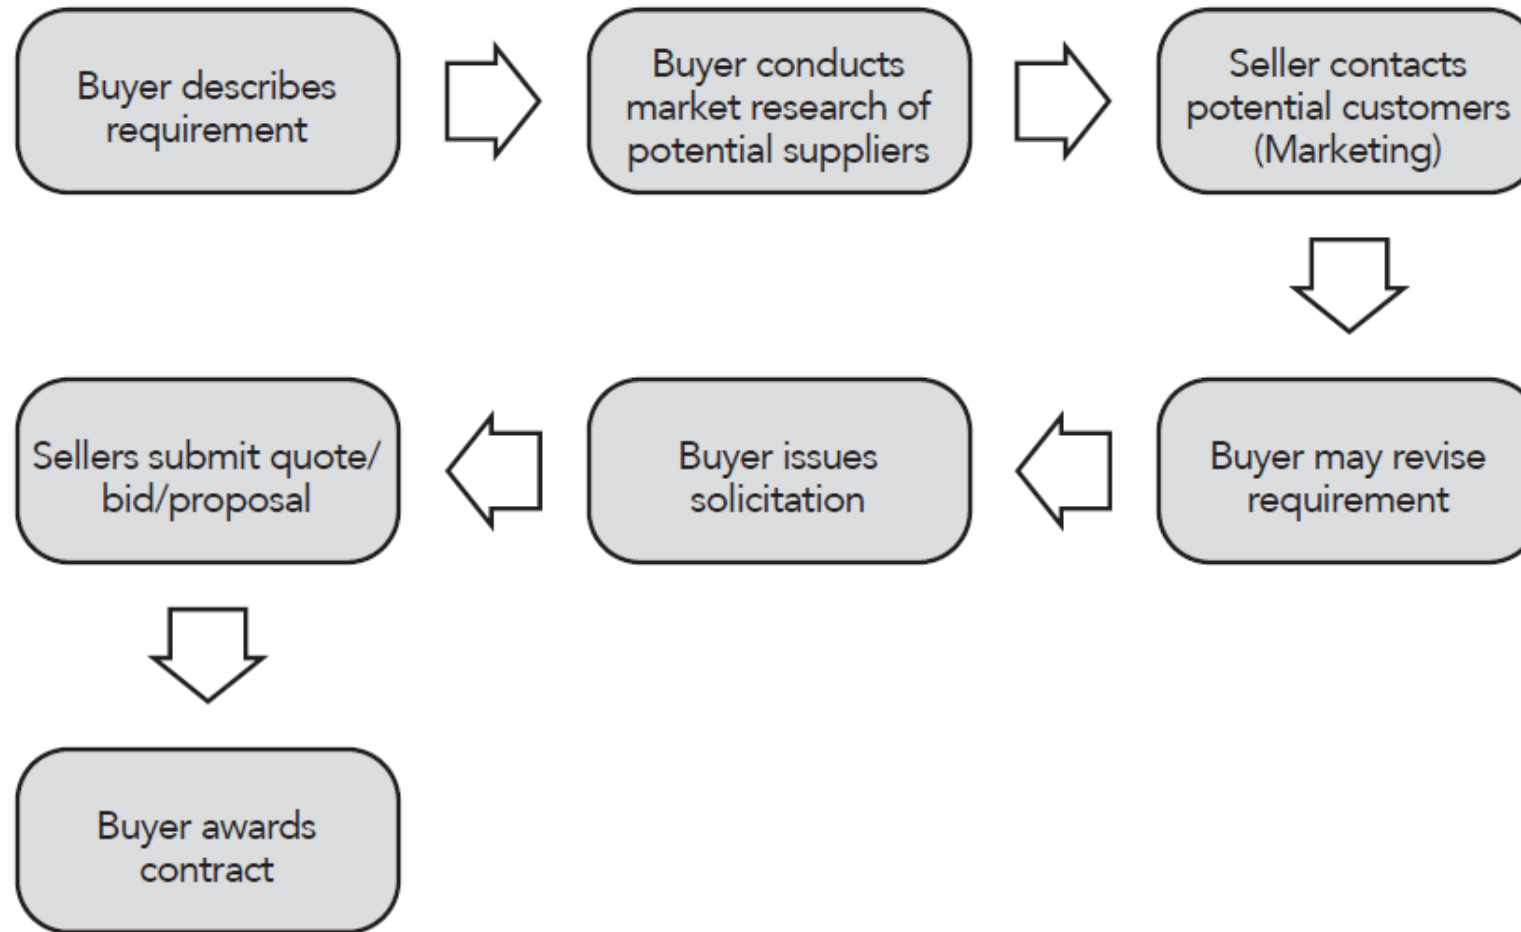 Buyer describes
requirement
Buyer conducts
market research of
potential suppliers
Seller contacts
potential customers
(Marketing)
Buyer may revise
requirement
Buyer issues
solicitation
Sellers submit quote/
bid/proposal
Buyer awards
contract